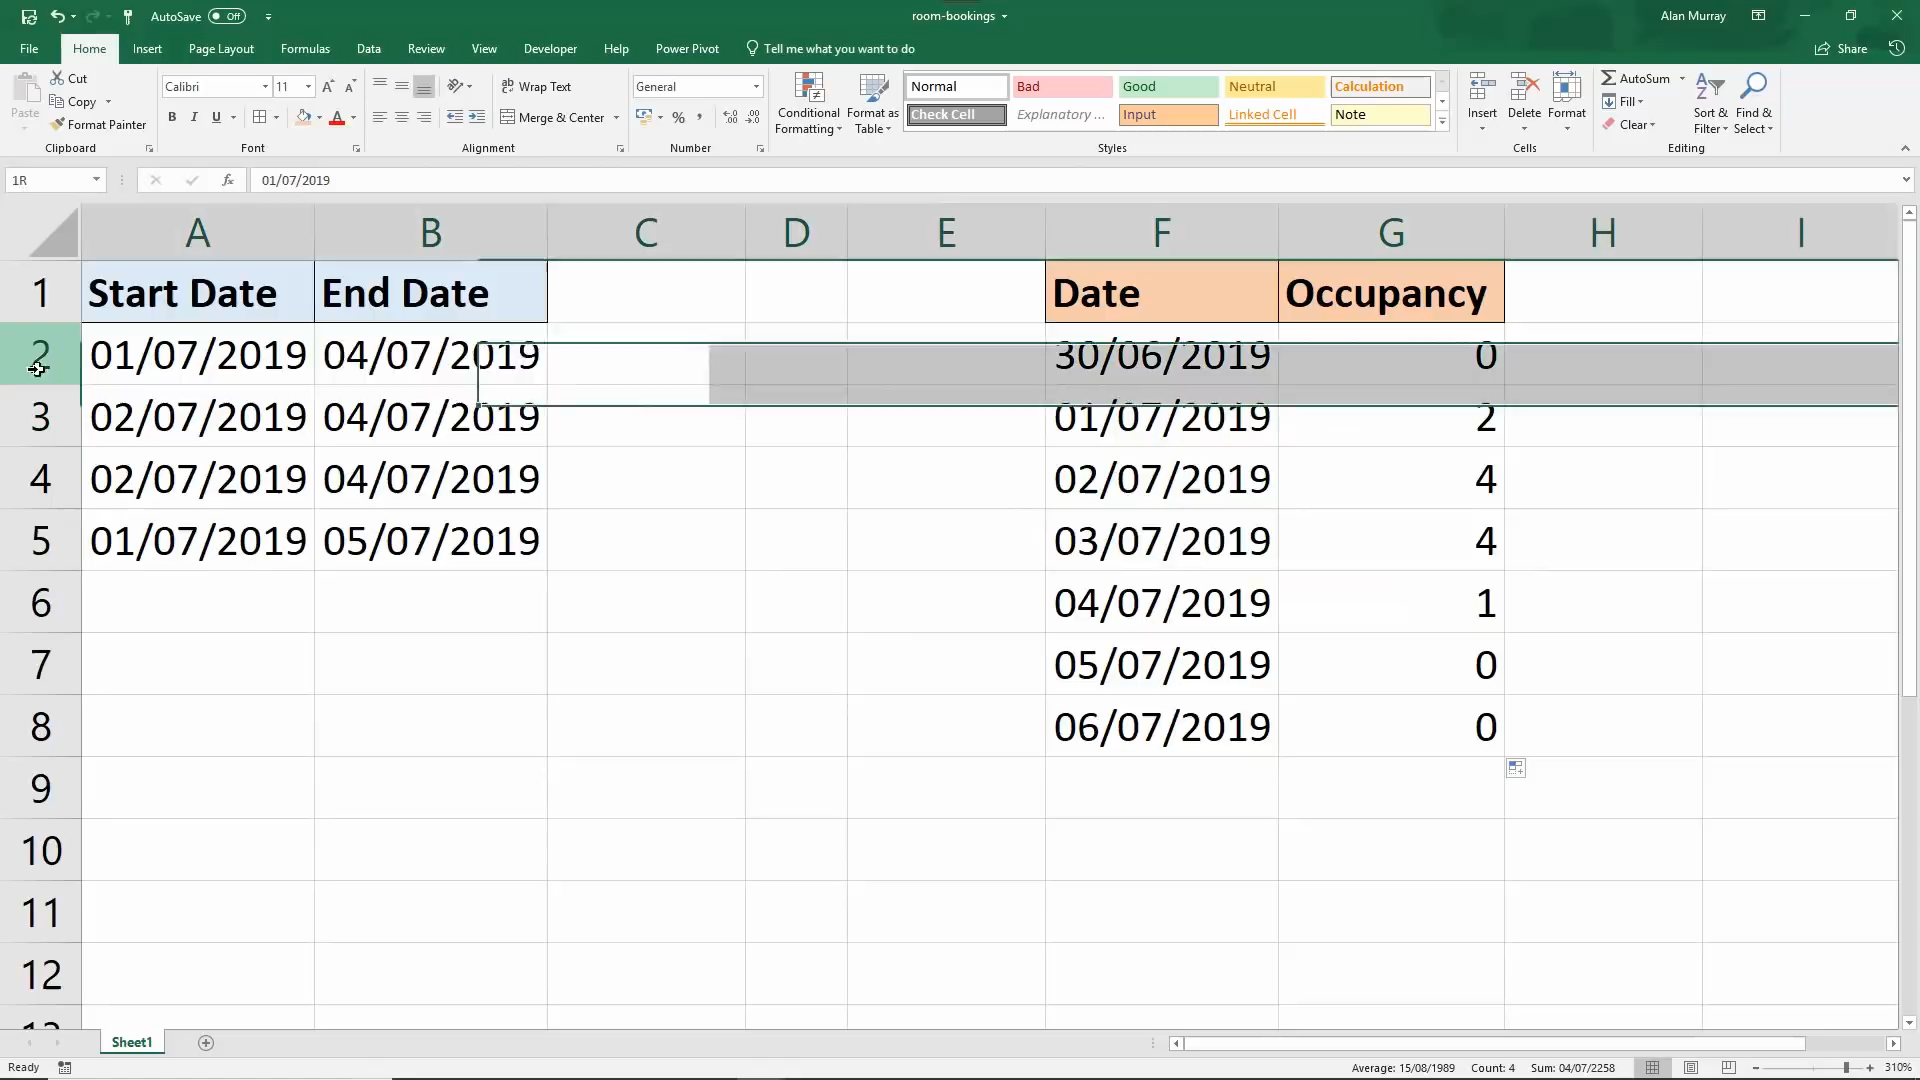 AutoSave Off room-bookings Alan Murray
File Home Insert Page Layout Formulas Data Review View Developer Help Power Pivot Tell me what you want to do Share
Paste Cut Copy Format Painter
Clipboard
Calibri 11
B I U
Font
Wrap Text
Merge & Center
Alignment
General
%
Number
Conditional Formatting
Format as Table
Normal Bad Good Neutral Calculation
Check Cell Explanatory ... Input Linked Cell Note
Styles
Insert Delete Format
Cells
AutoSum
Fill
Clear
Sort & Filter
Find & Select
Editing
1R fx 01/07/2019
A B C D E F G H I
1 Start Date End Date Date Occupancy
2 01/07/2019 04/07/2019 30/06/2019 0
3 02/07/2019 04/07/2019 01/07/2019 2
4 02/07/2019 04/07/2019 02/07/2019 4
5 01/07/2019 05/07/2019 03/07/2019 4
6 04/07/2019 1
7 05/07/2019 0
8 06/07/2019 0
9
10
11
12
Sheet1
Ready Average: 15/08/1989 Count: 4 Sum: 04/07/2258 310%